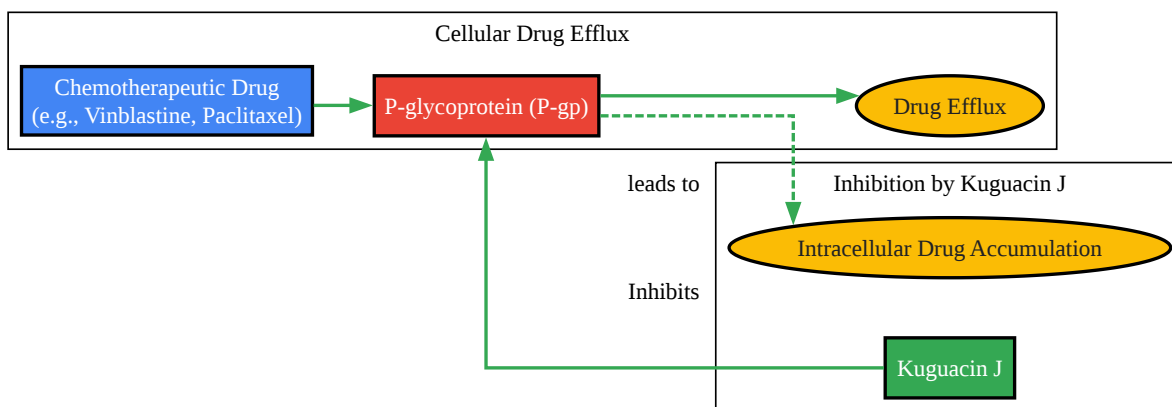 Cellular Drug Efflux
Chemotherapeutic Drug
(e.g., Vinblastine, Paclitaxel)
P-glycoprotein (P-gp)
Drug Efflux
leads to
Inhibition by Kuguacin J
Intracellular Drug Accumulation
Inhibits
Kuguacin J